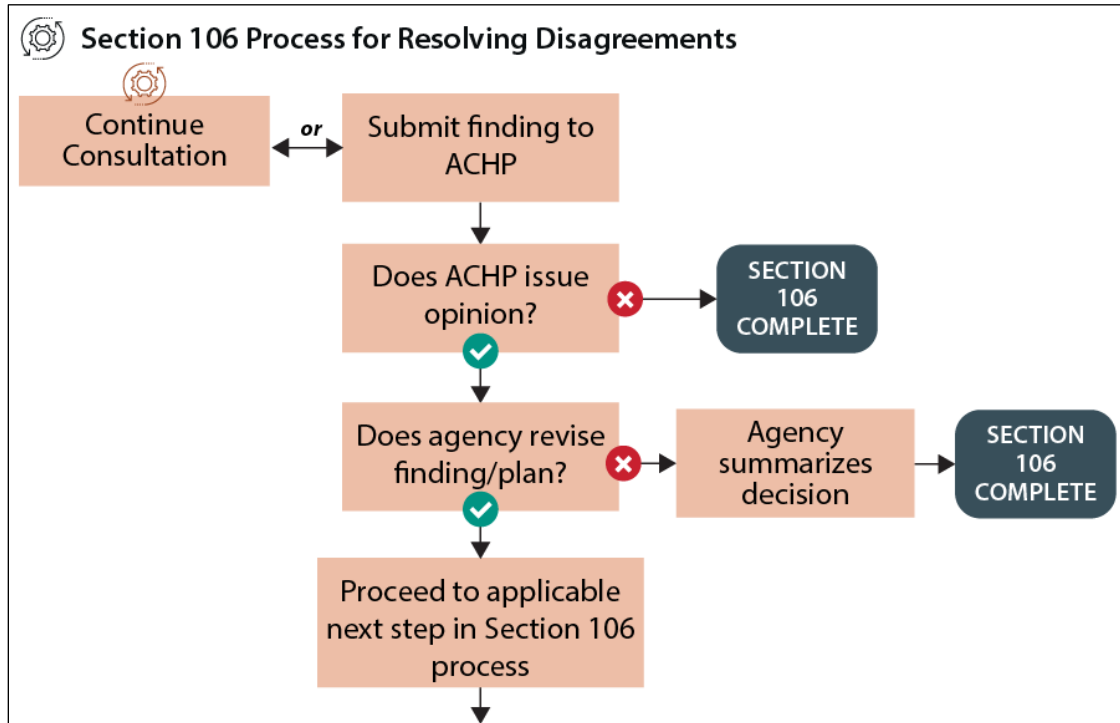 Section 106 Process for Resolving Disagreements
Continue
Consultation
or
Submit finding to
ACHP
Does ACHP issue
opinion?
SECTION
106
COMPLETE
Does agency revise
finding/plan?
Agency
summarizes
decision
SECTION
106
COMPLETE
Proceed to applicable
next step in Section 106
process